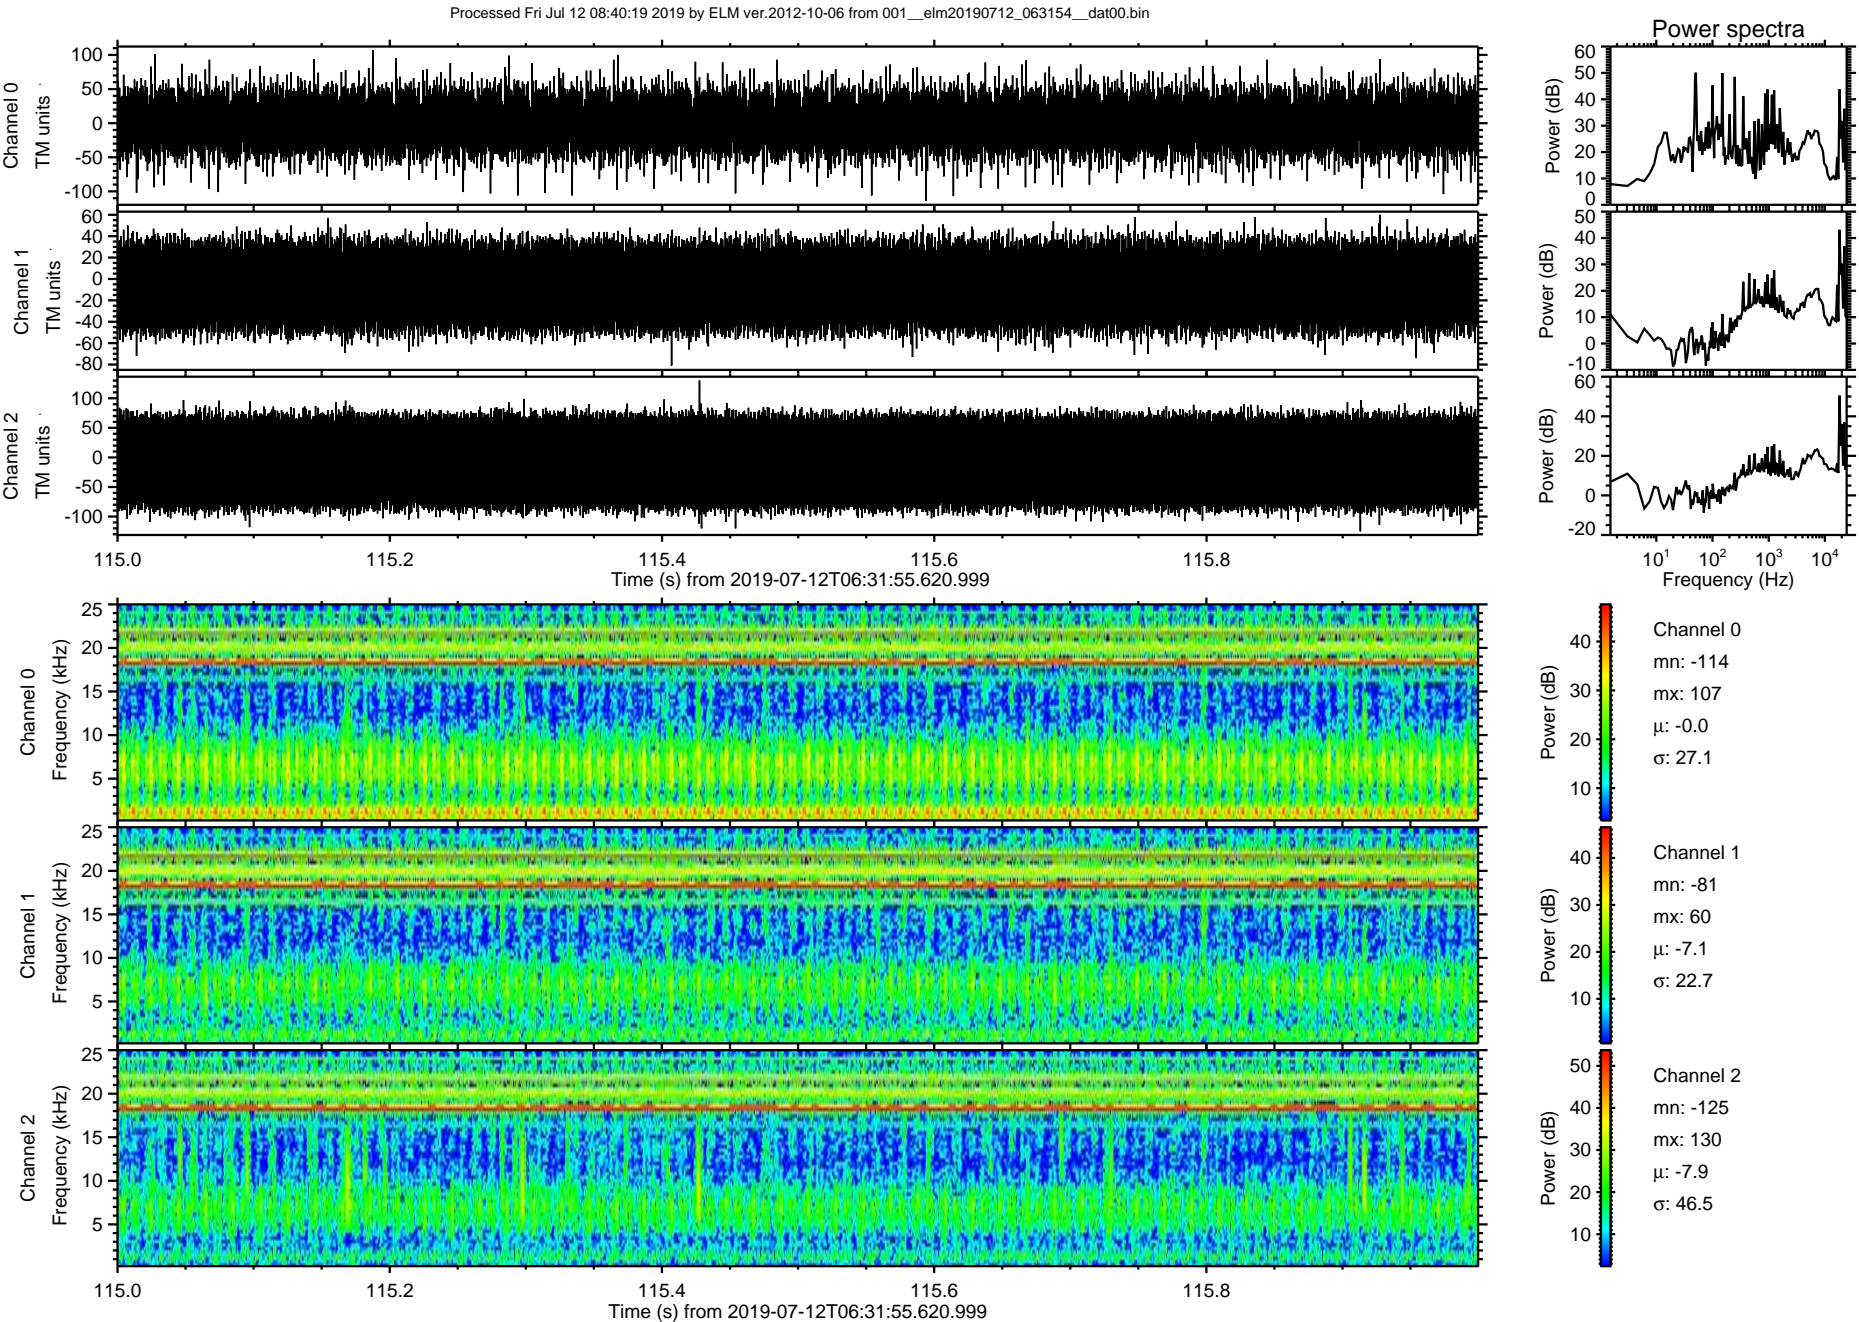 Processed Fri Jul 12 08:40:19 2019 by ELM ver.2012-10-06 from 001__elm20190712_063154__dat00.bin
Power spectra
Channel 0
TM units
100
50
0
-50
-100
Power (dB)
60
50
40
30
20
10
0
Channel 1
TM units
60
40
20
0
-20
-40
-60
-80
Power (dB)
50
40
30
20
10
0
-10
Channel 2
TM units
100
50
0
-50
-100
Power (dB)
60
40
20
0
-20
115.0 115.2 115.4 115.6 115.8
Time (s) from 2019-07-12T06:31:55.620.999
10¹ 10² 10³ 10⁴
Frequency (Hz)
Channel 0
Frequency (kHz)
25
20
15
10
5
Power (dB)
40
30
20
10
Channel 0
mn: -114
mx: 107
μ: -0.0
σ: 27.1
Channel 1
Frequency (kHz)
25
20
15
10
5
Power (dB)
40
30
20
10
Channel 1
mn: -81
mx: 60
μ: -7.1
σ: 22.7
Channel 2
Frequency (kHz)
25
20
15
10
5
Power (dB)
50
40
30
20
10
Channel 2
mn: -125
mx: 130
μ: -7.9
σ: 46.5
115.0 115.2 115.4 115.6 115.8
Time (s) from 2019-07-12T06:31:55.620.999